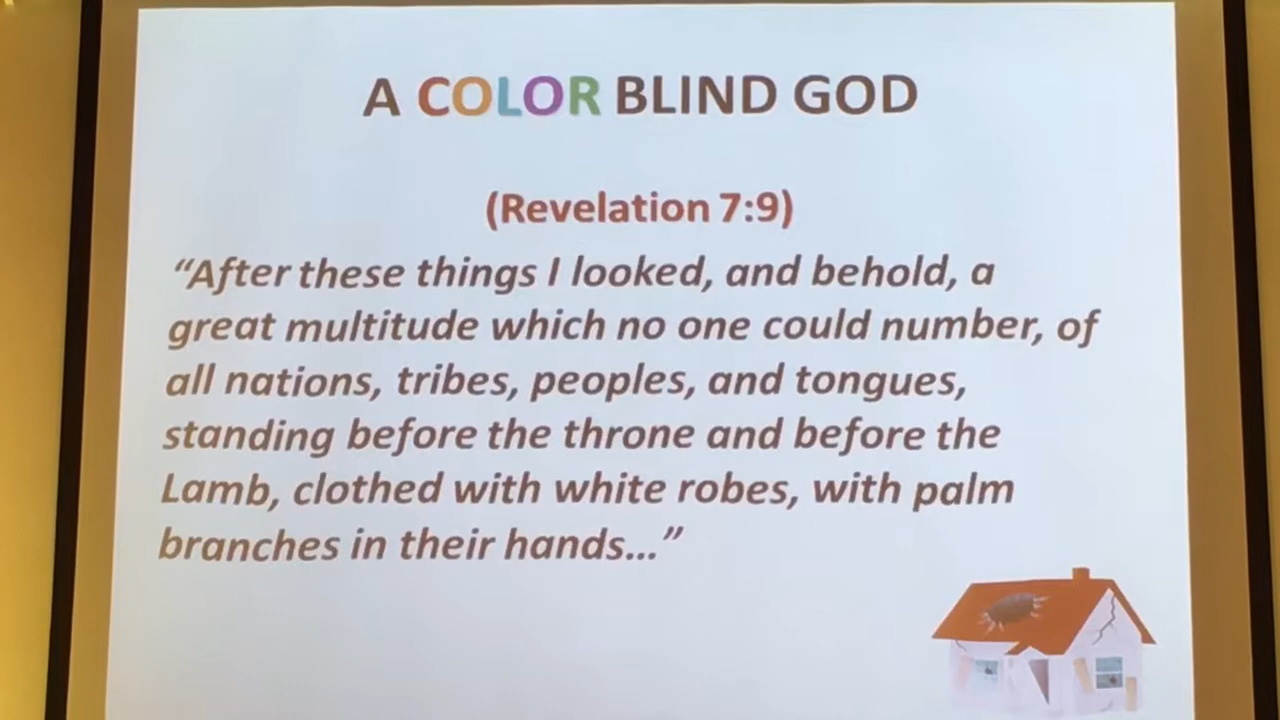 A COLOR BLIND GOD
(Revelation 7:9)
“After these things I looked, and behold, a
great multitude which no one could number, of
all nations, tribes, peoples, and tongues,
standing before the throne and before the
Lamb, clothed with white robes, with palm
branches in their hands...”